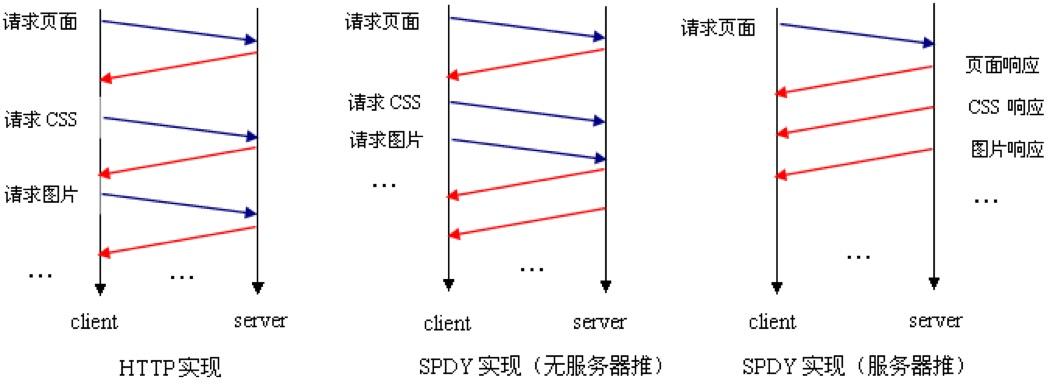 请求页面
请求 CSS
请求图片
...
...
client
server
HTTP实现
请求页面
请求 CSS
请求图片
...
...
client
server
SPDY 实现（无服务器推）
请求页面
页面响应
CSS 响应
图片响应
...
...
client
server
SPDY 实现（服务器推）